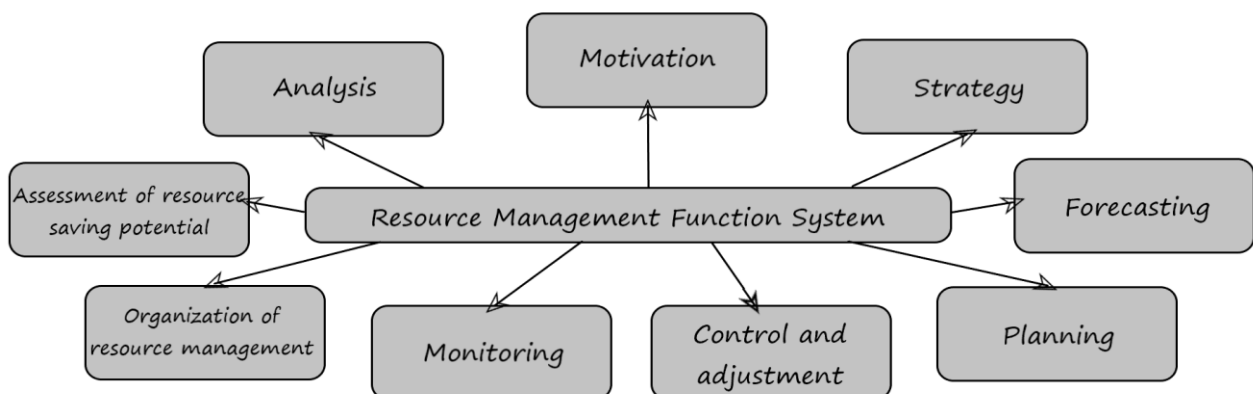 Motivation
Analysis
Strategy
Assessment of resource
saving potential
Resource Management Function System
Forecasting
Organization of
resource management
Monitoring
Control and
adjustment
Planning